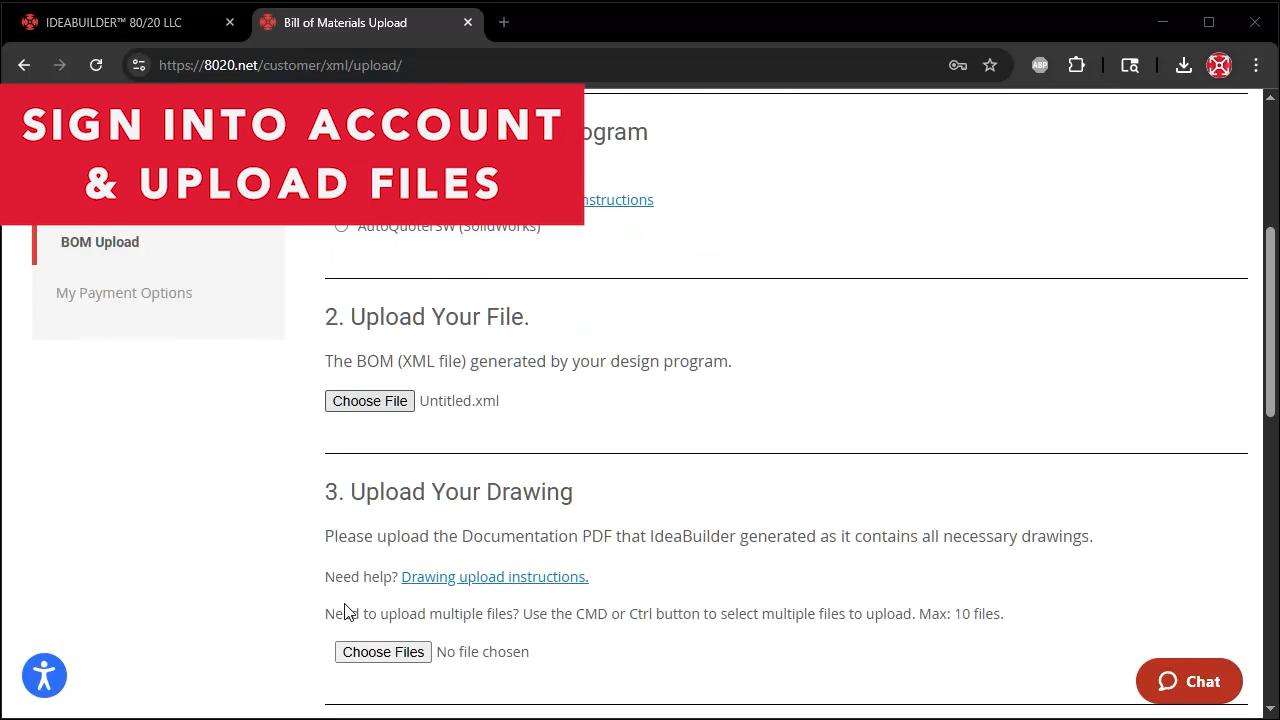 IDEABUILDER™ 80/20 LLC
Bill of Materials Upload
https://8020.net/customer/xml/upload/
ABP
SIGN INTO ACCOUNT
& UPLOAD FILES
ogram
nstructions
AutoQuoterSW (SolidWorks)
BOM Upload
My Payment Options
2. Upload Your File.
The BOM (XML file) generated by your design program.
Choose File Untitled.xml
3. Upload Your Drawing
Please upload the Documentation PDF that IdeaBuilder generated as it contains all necessary drawings.
Need help? Drawing upload instructions.
Need to upload multiple files? Use the CMD or Ctrl button to select multiple files to upload. Max: 10 files.
Choose Files No file chosen
Chat